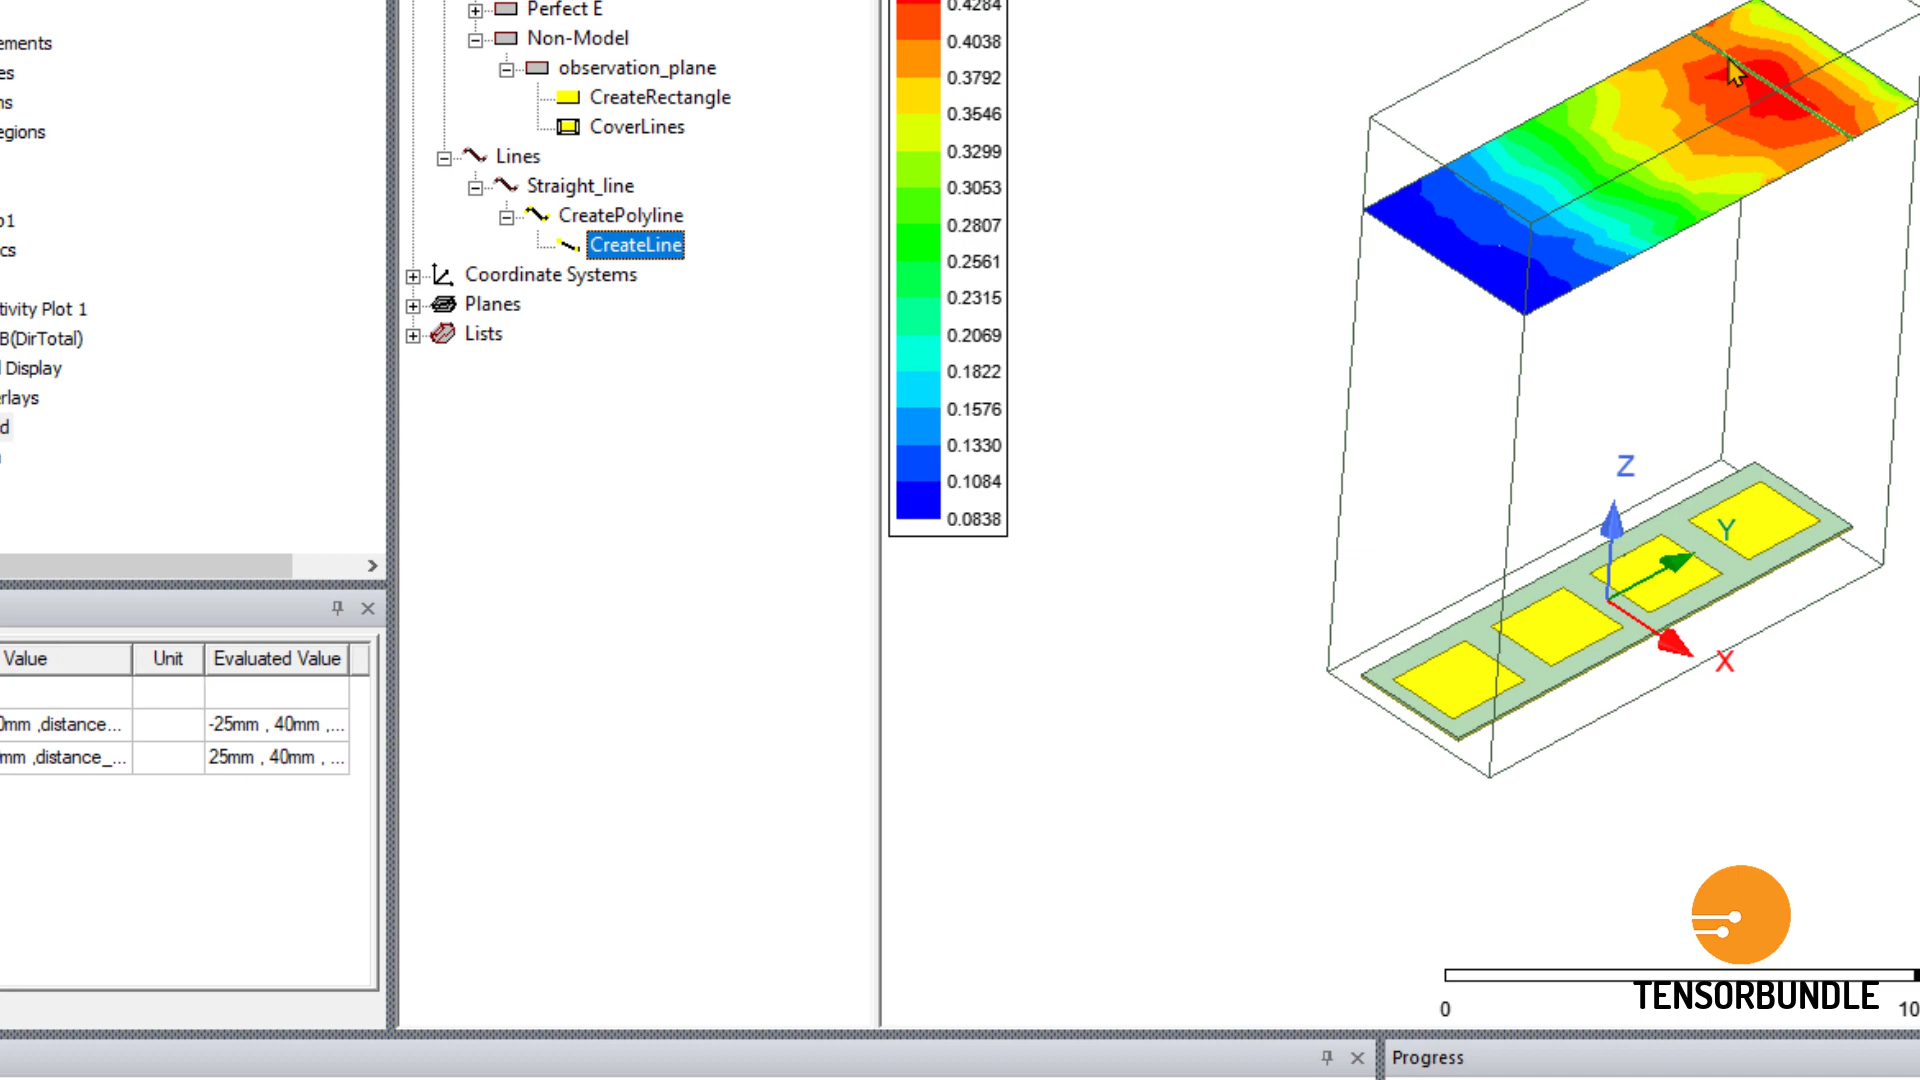 ements
es
ns
egions
o1
cs
tivity Plot 1
B(DirTotal)
l Display
erlays
d
Perfect E
Non-Model
observation_plane
CreateRectangle
CoverLines
Lines
Straight_line
CreatePolyline
CreateLine
Coordinate Systems
Planes
Lists
0.4284
0.4038
0.3792
0.3546
0.3299
0.3053
0.2807
0.2561
0.2315
0.2069
0.1822
0.1576
0.1330
0.1084
0.0838
Z
Y
X
Value Unit Evaluated Value
0mm ,distance... -25mm , 40mm ,...
mm ,distance_... 25mm , 40mm , ...
0 10
TENSORBUNDLE
Progress